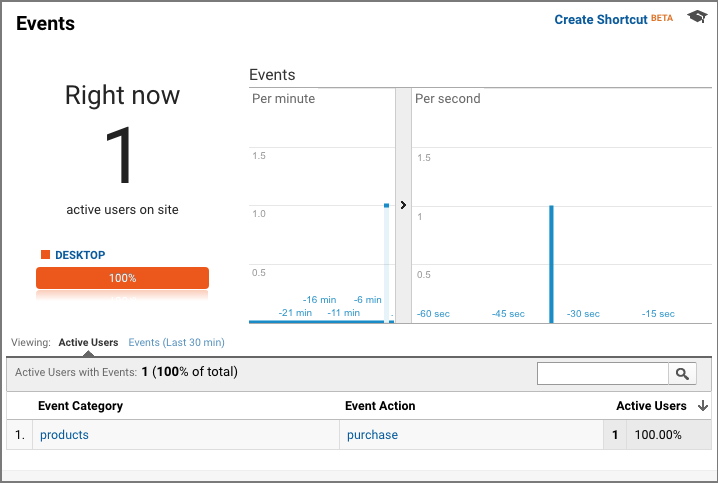 Events
Create Shortcut BETA
Right now
1
active users on site
DESKTOP
100%
Events
Per minute
Per second
1.5
1.0
0.5
-16 min
-6 min
-21 min
-11 min
1.5
1
0.5
-60 sec
-45 sec
-30 sec
-15 sec
Viewing: Active Users Events (Last 30 min)
Active Users with Events: 1 (100% of total)
Event Category Event Action Active Users
1. products purchase 1 100.00%